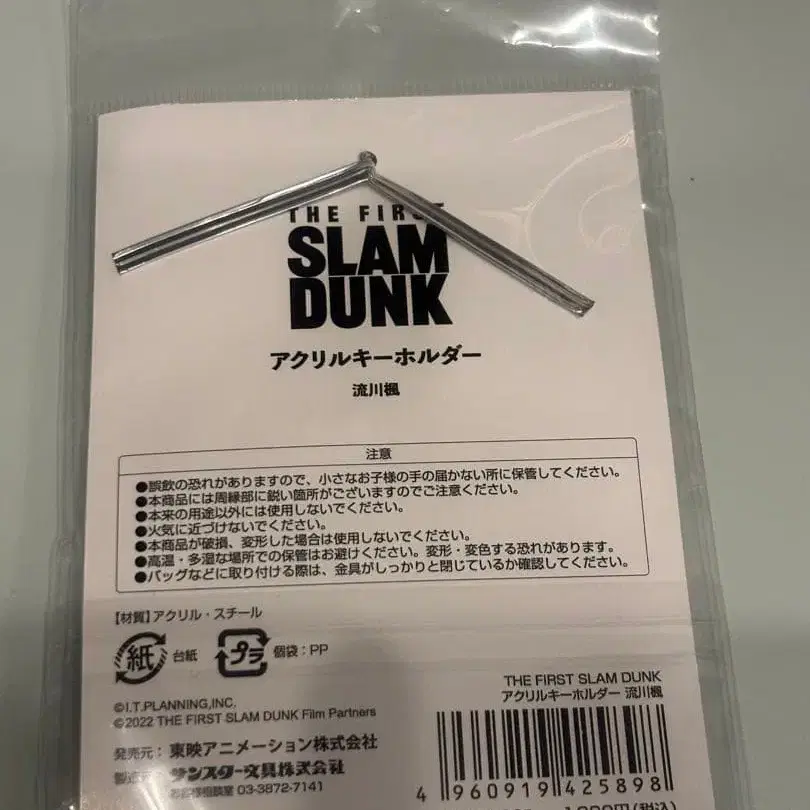 THE FIRST
SLAM
DUNK
アクリルキーホルダー
流川楓
注意
●誤飲の恐れがありますので、小さなお子様の手の届かない所に保管してください。
●本商品には周縁部に鋭い箇所がございますのでご注意ください。
●本来の用途以外には使用しないでください。
●火気に近づけないでください。
●本商品が破損、変形した場合は使用しないでください。
●高温・多湿な場所での保管はお避けください。変形・変色する恐れがあります。
●バッグなどに取り付ける際は、金具がしっかりと閉じているか確認してください。
【材質】アクリル・スチール
紙 台紙 プラ 個袋：PP
©I.T.PLANNING,INC.
©2022 THE FIRST SLAM DUNK Film Partners
発売元：東映アニメーション株式会社
製造元：サンスター文具株式会社
お客様相談室 03-3872-7141
THE FIRST SLAM DUNK
アクリルキーホルダー 流川楓
4 960919 425898
(税込)